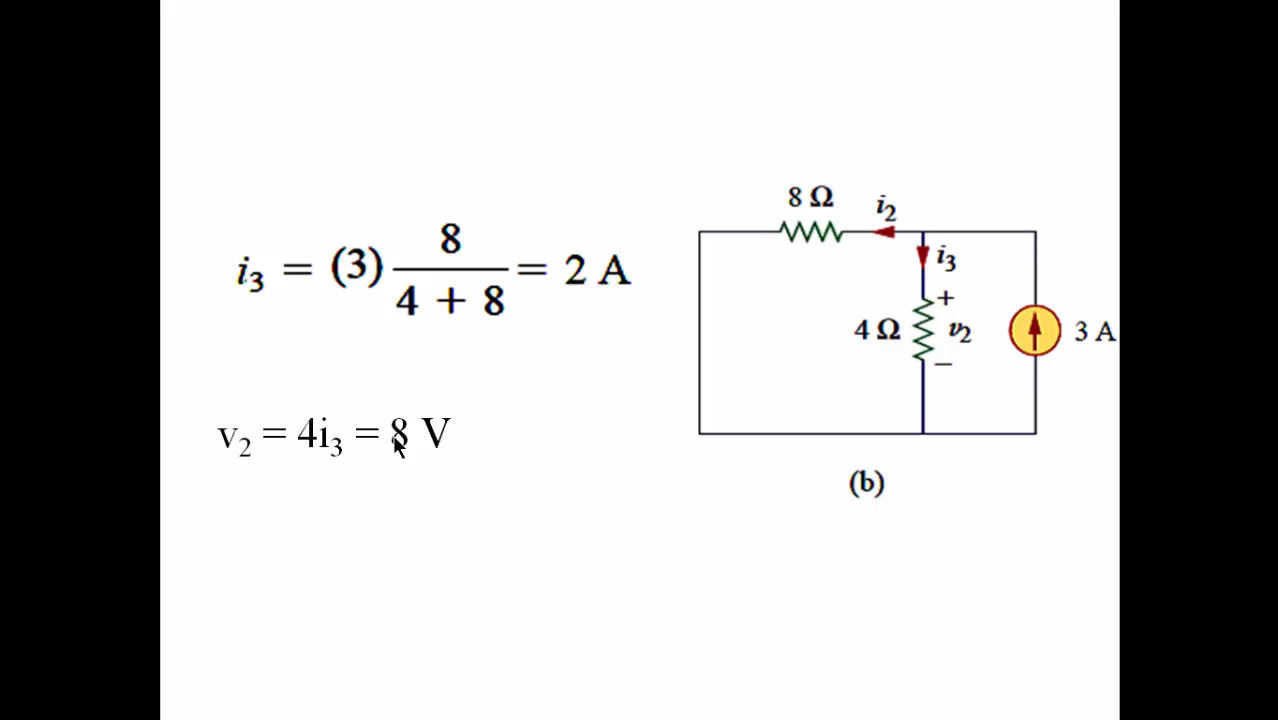 i₃ = (3) 8 / (4 + 8) = 2 A
v₂ = 4i₃ = 8 V
8 Ω
i₂
i₃
+
4 Ω
v₂
3 A
−
(b)